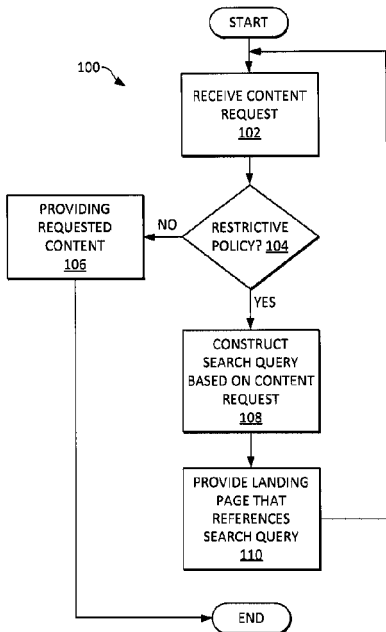 START
100
RECEIVE CONTENT
REQUEST
102
RESTRICTIVE
POLICY? 104
NO
PROVIDING
REQUESTED
CONTENT
106
YES
CONSTRUCT
SEARCH QUERY
BASED ON CONTENT
REQUEST
108
PROVIDE LANDING
PAGE THAT
REFERENCES
SEARCH QUERY
110
END